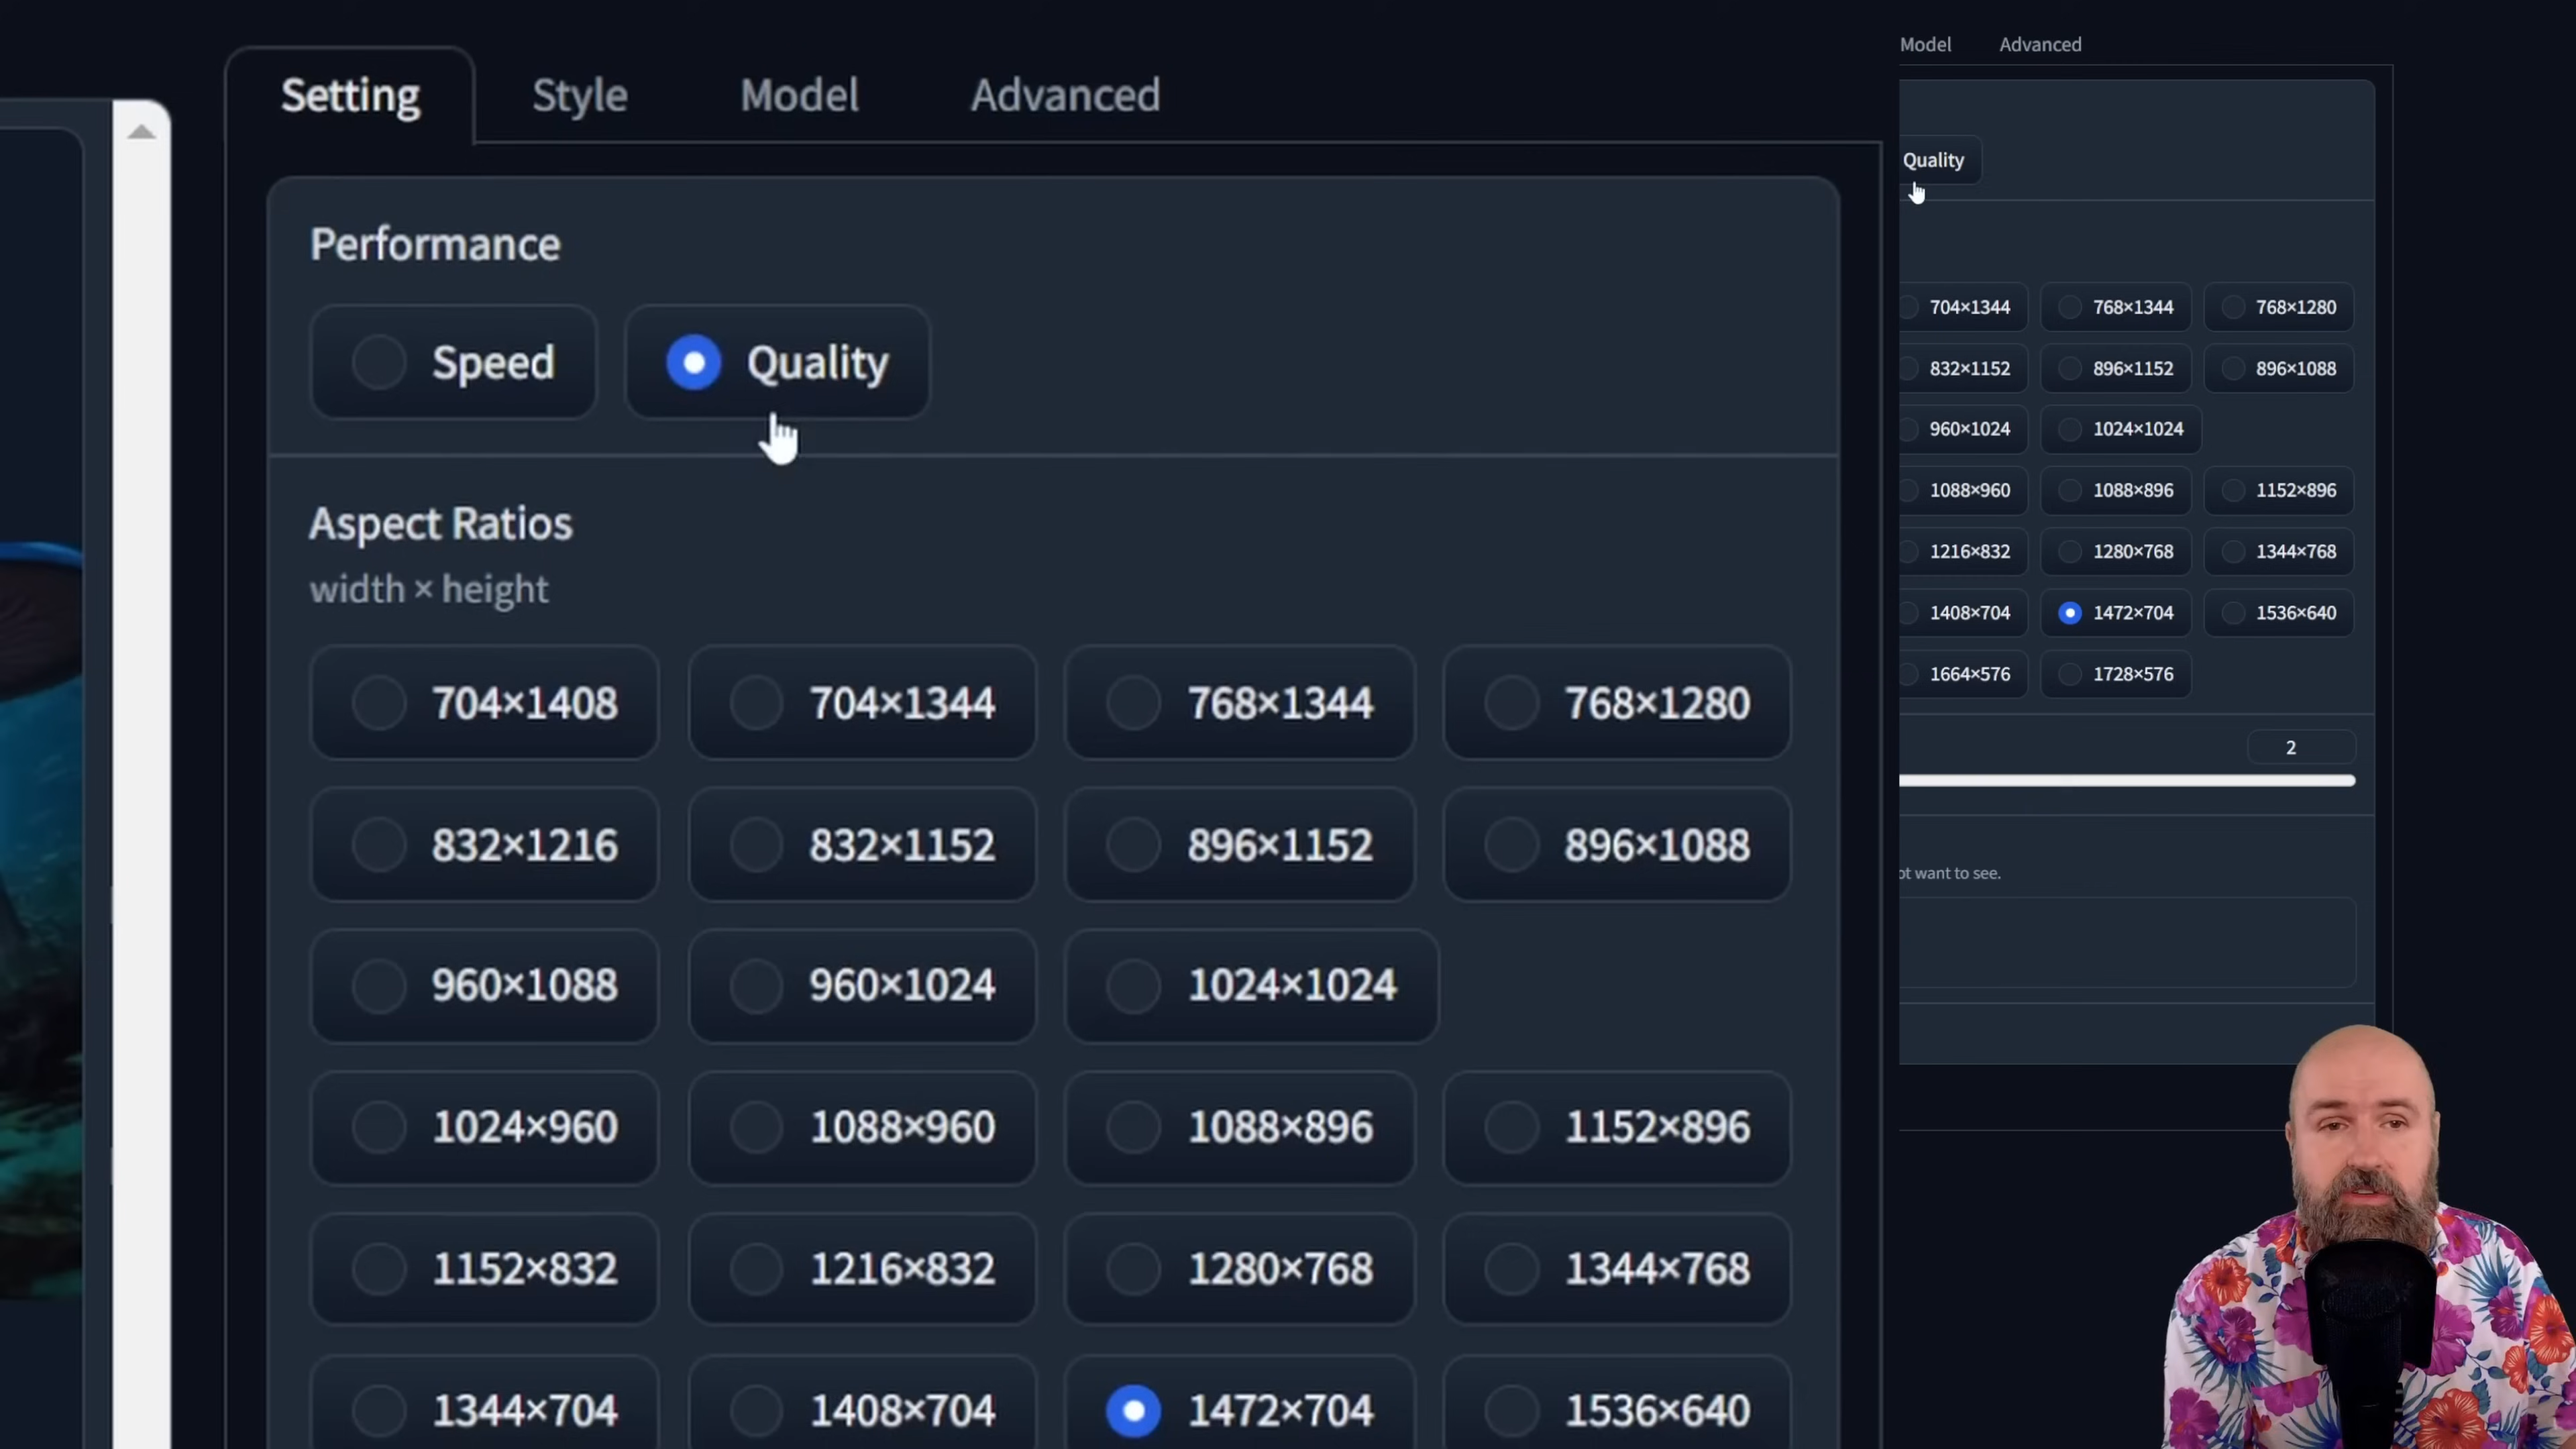 Setting Style Model Advanced
Performance
Speed Quality
Aspect Ratios
width × height
704×1408 704×1344 768×1344 768×1280
832×1216 832×1152 896×1152 896×1088
960×1088 960×1024 1024×1024
1024×960 1088×960 1088×896 1152×896
1152×832 1216×832 1280×768 1344×768
1344×704 1408×704 1472×704 1536×640
Model Advanced
Quality
704×1344 768×1344 768×1280
832×1152 896×1152 896×1088
960×1024 1024×1024
1088×960 1088×896 1152×896
1216×832 1280×768 1344×768
1408×704 1472×704 1536×640
1664×576 1728×576
2
ot want to see.